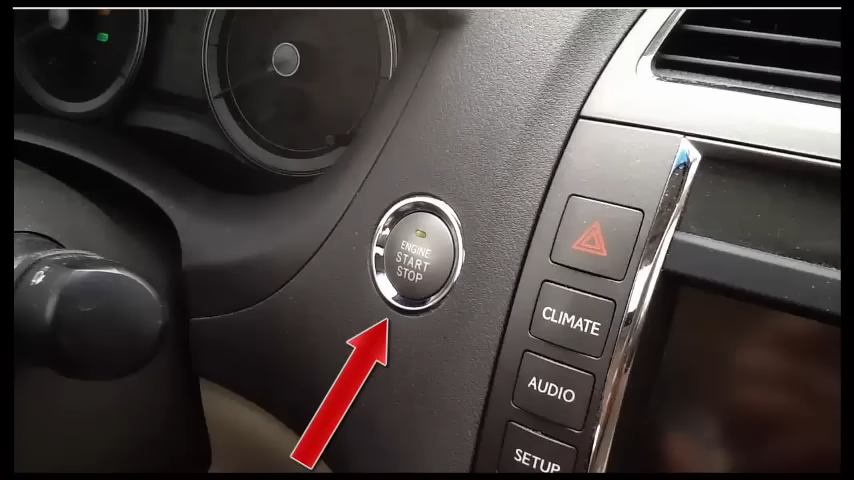 ENGINE
START
STOP
CLIMATE
AUDIO
SETUP